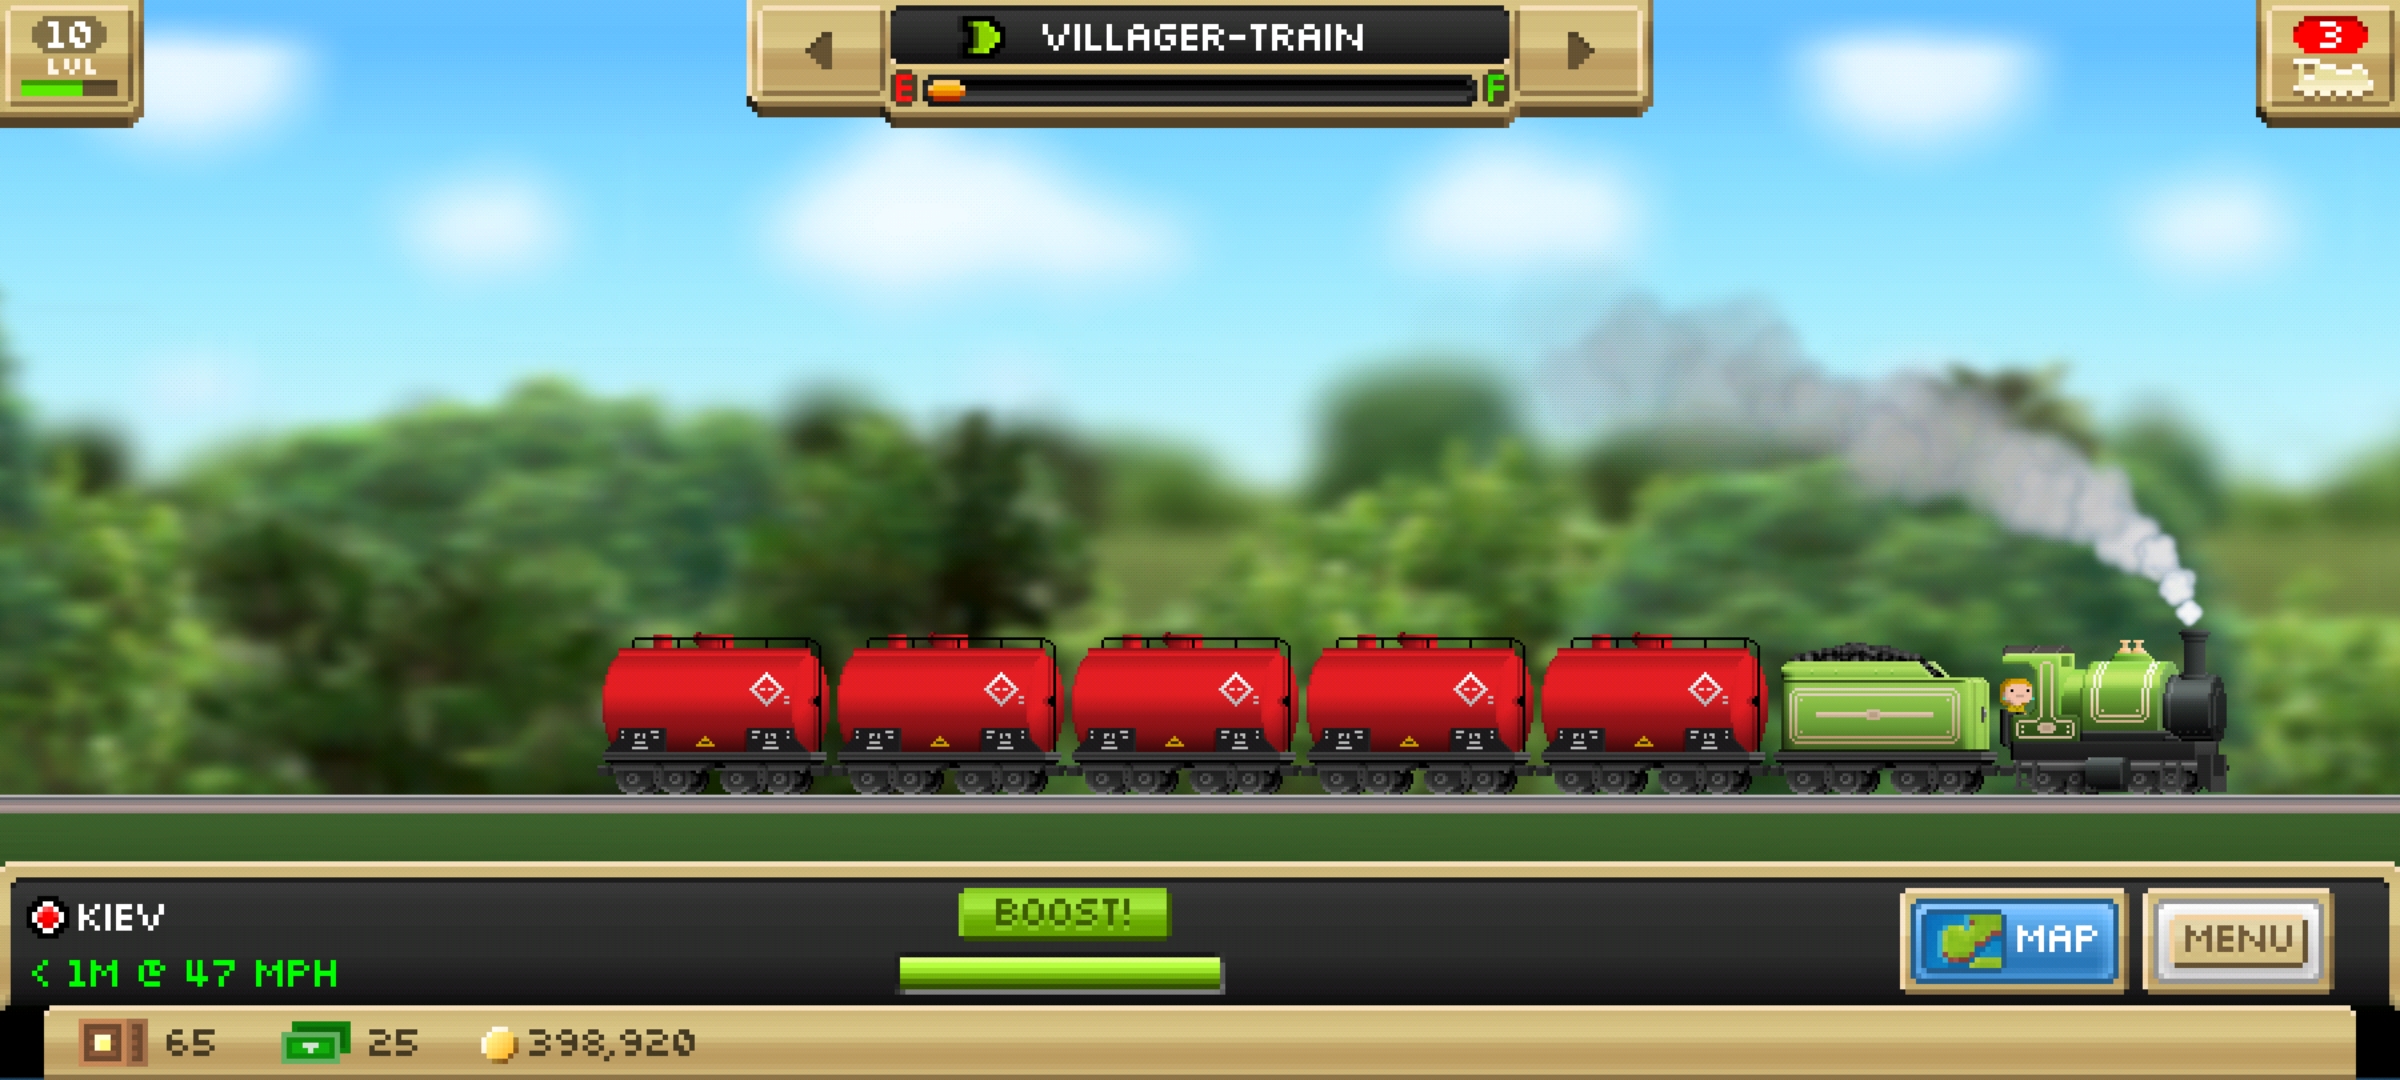 10
LVL
VILLAGER-TRAIN
E F
3
KIEV
BOOST!
< 1M @ 47 MPH
MAP
MENU
65
25
398,920